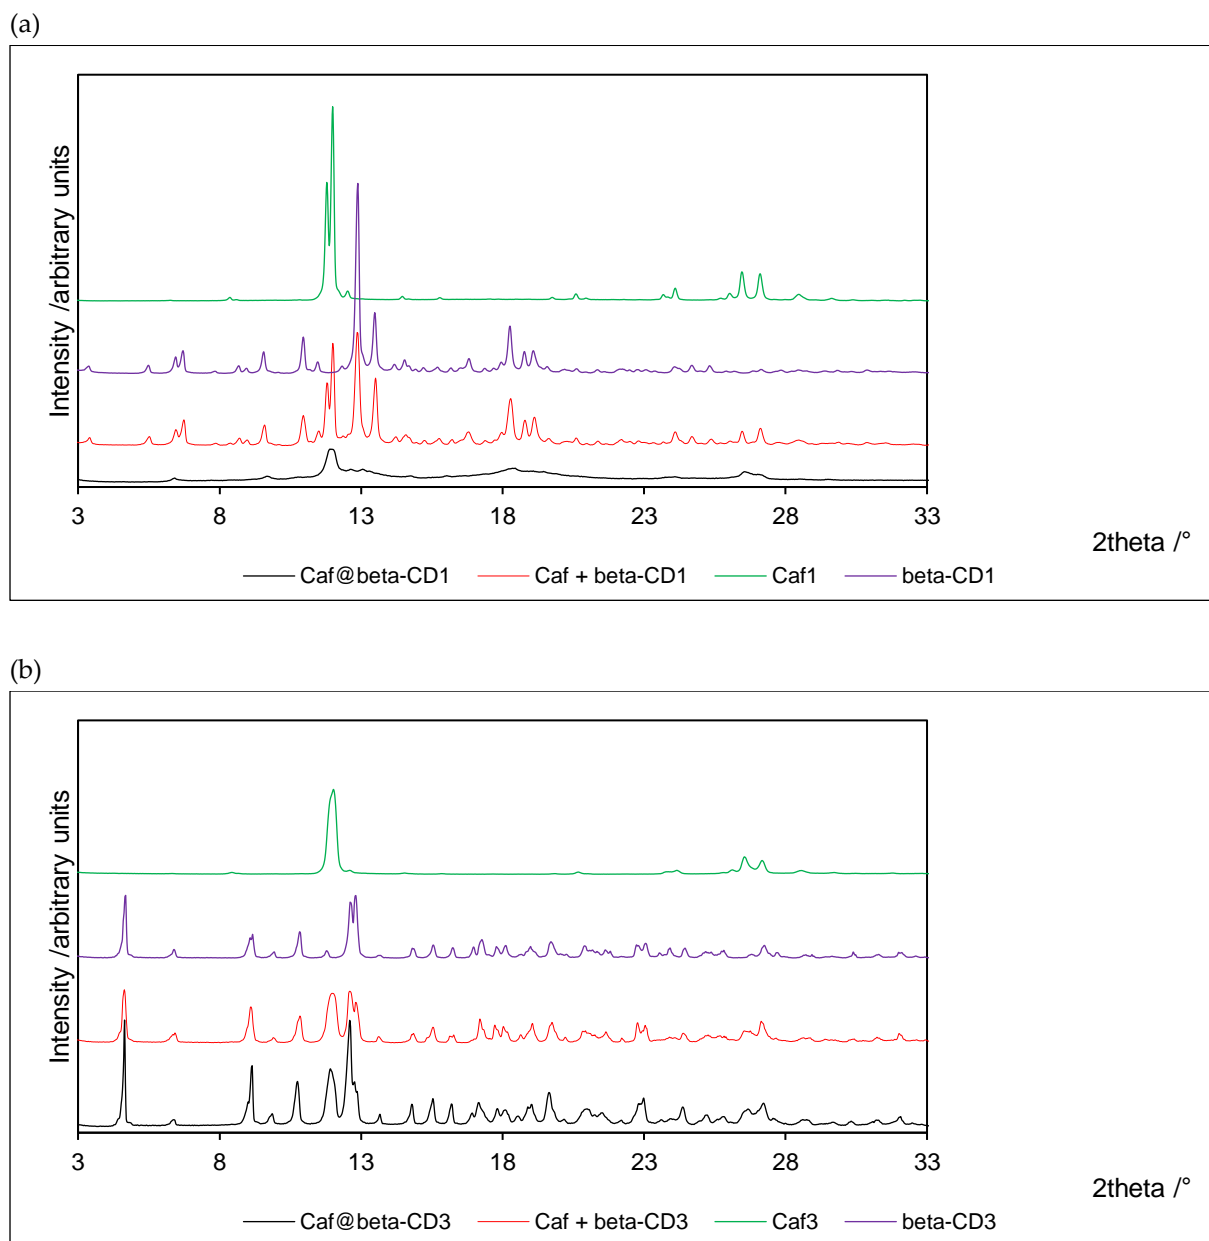 (a)
Intensity /arbitrary units
3 8 13 18 23 28 33
2theta /°
Caf@beta-CD1 Caf + beta-CD1 Caf1 beta-CD1
(b)
Intensity /arbitrary units
3 8 13 18 23 28 33
2theta /°
Caf@beta-CD3 Caf + beta-CD3 Caf3 beta-CD3